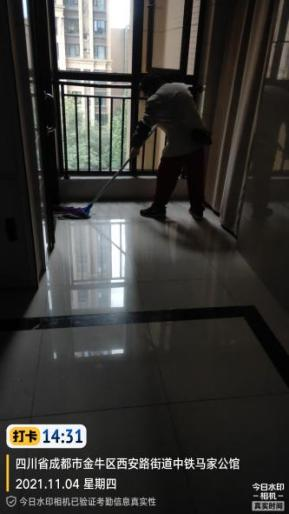 打卡 14:31
四川省成都市金牛区西安路街道中铁马家公馆
2021.11.04 星期四
今日水印相机已验证考勤信息真实性
今日水印
-相机-
真实时间